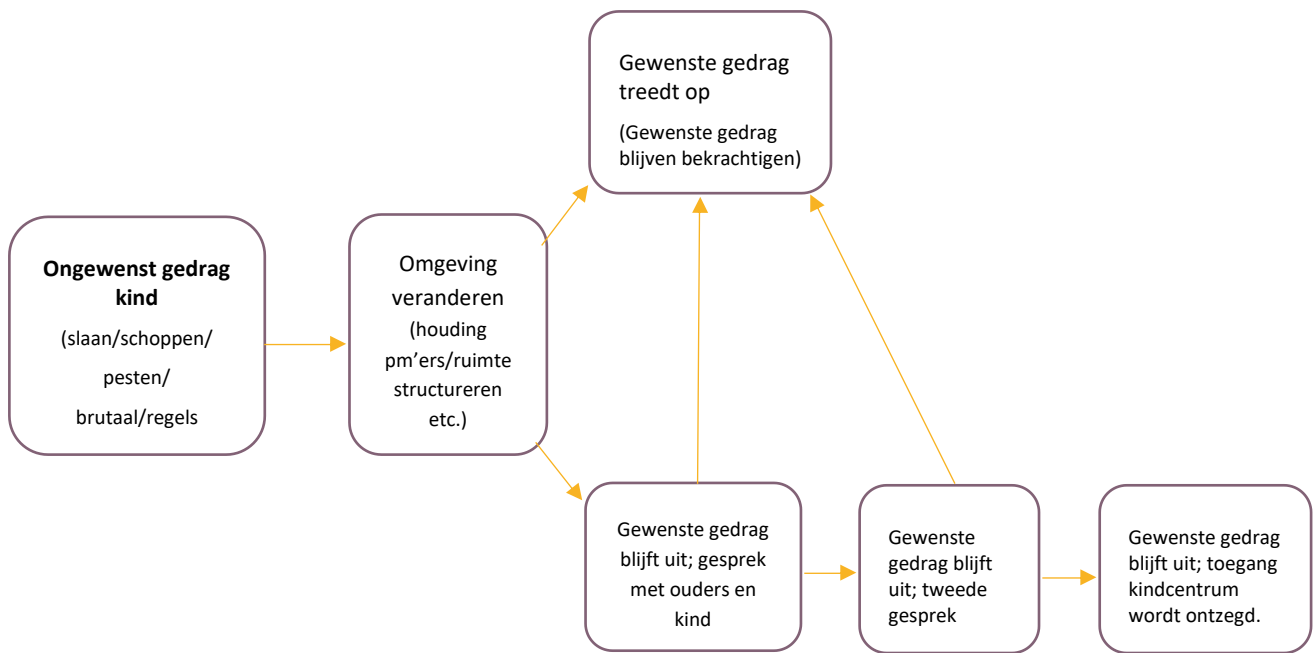 Gewenste gedrag
treedt op
(Gewenste gedrag
blijven bekrachtigen)
Ongewenst gedrag
kind
(slaan/schoppen/
pesten/
brutaal/regels
Omgeving
veranderen
(houding
pm’ers/ruimte
structureren
etc.)
Gewenste gedrag
blijft uit; gesprek
met ouders en
kind
Gewenste
gedrag blijft
uit; tweede
gesprek
Gewenste gedrag
blijft uit; toegang
kindcentrum
wordt ontzegd.